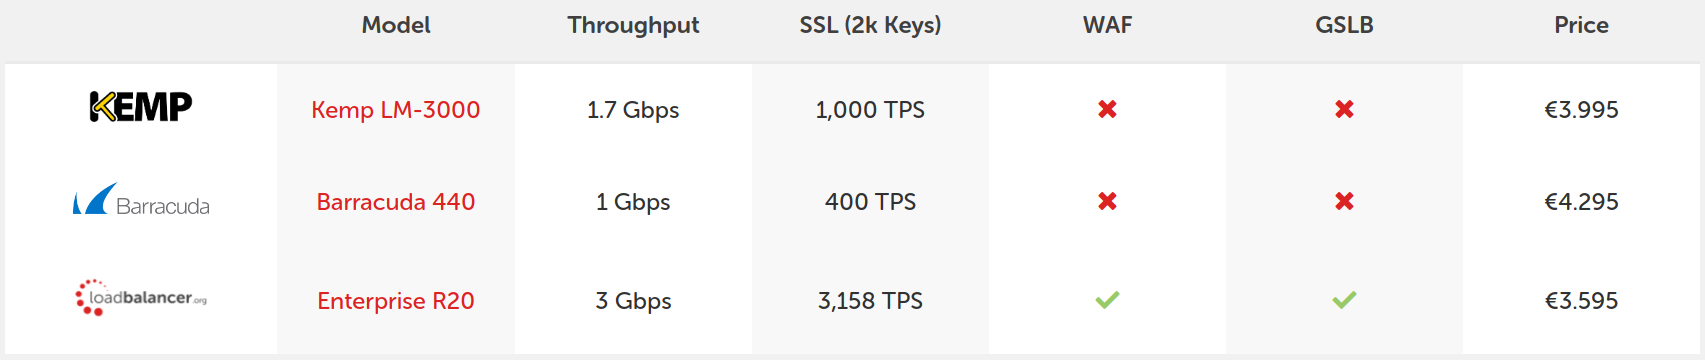 Model Throughput SSL (2k Keys) WAF GSLB Price
KEMP Kemp LM-3000 1.7 Gbps 1,000 TPS €3.995
Barracuda Barracuda 440 1 Gbps 400 TPS €4.295
loadbalancer.org Enterprise R20 3 Gbps 3,158 TPS €3.595